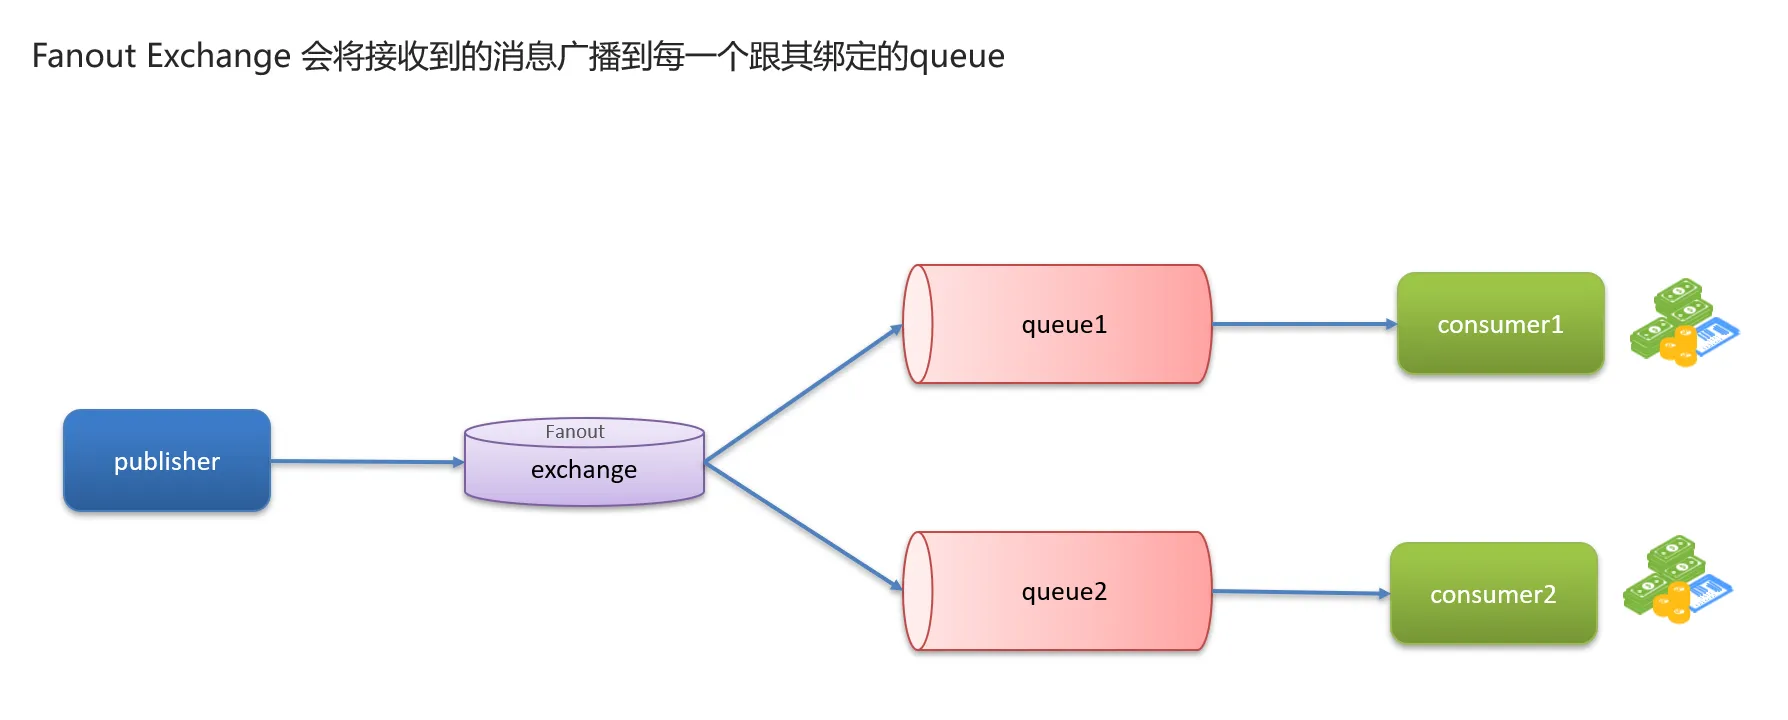 Fanout Exchange 会将接收到的消息广播到每一个跟其绑定的queue
queue1
consumer1
Fanout
publisher
exchange
queue2
consumer2